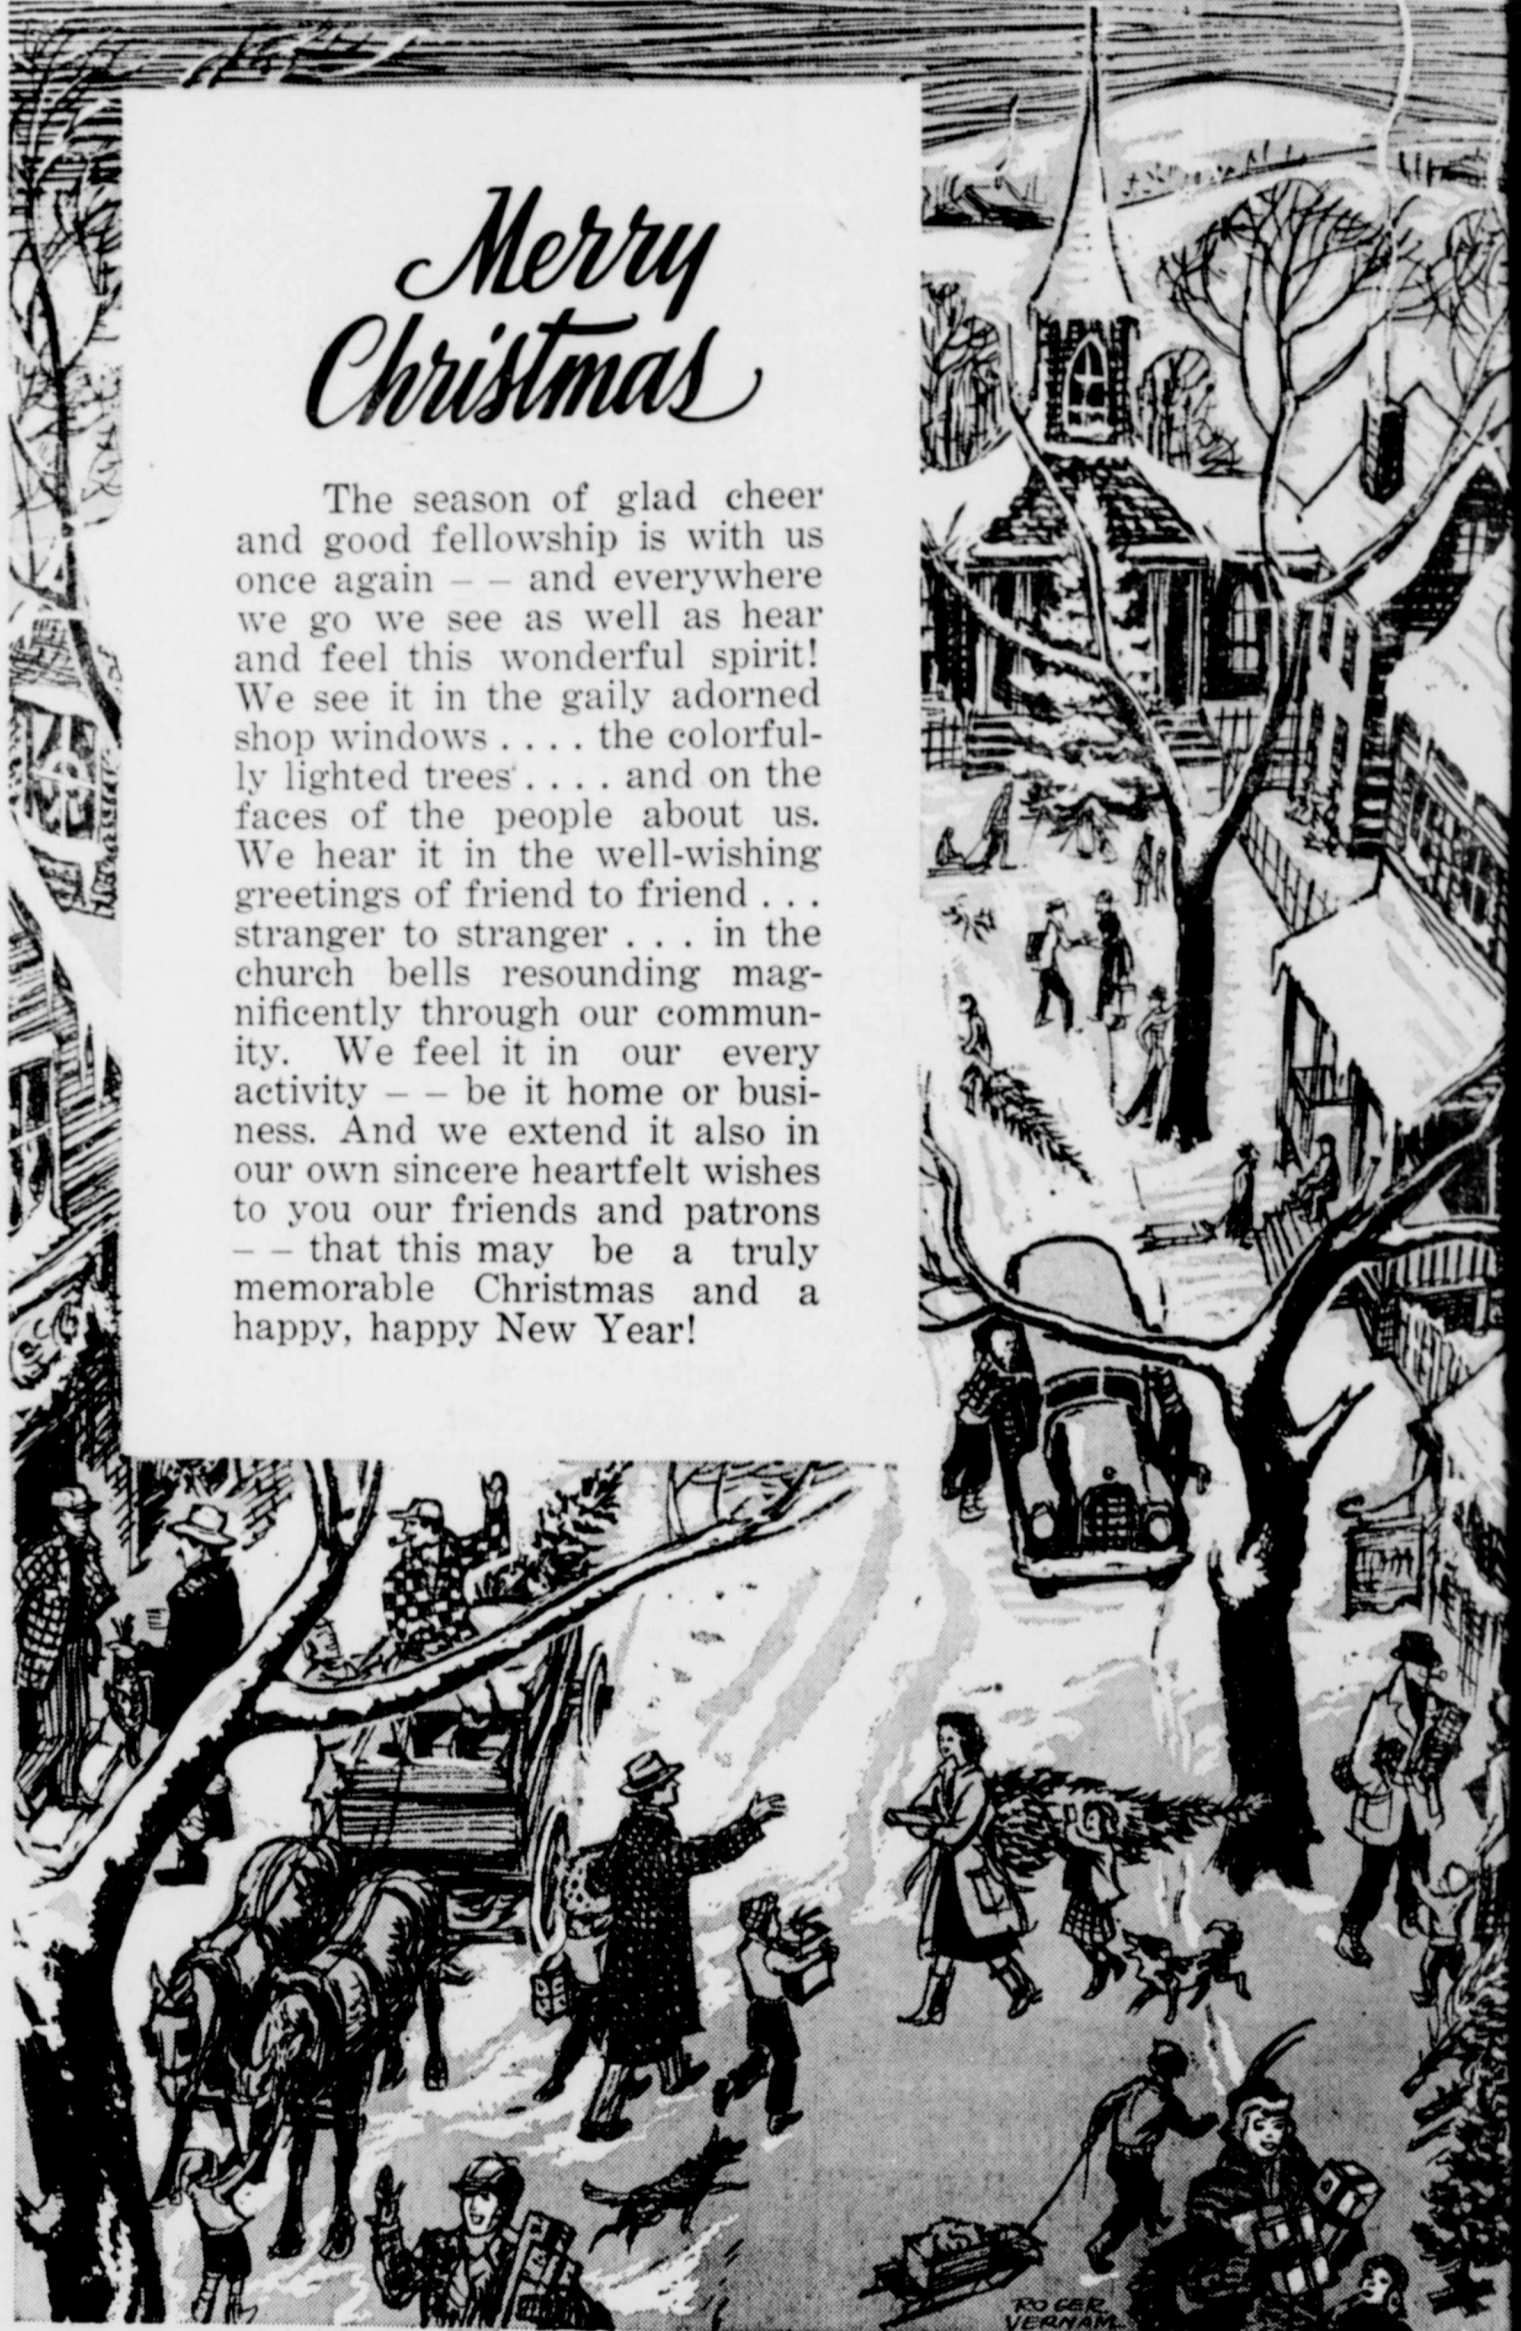 Merry
Christmas
The season of glad cheer
and good fellowship is with us
once again – – and everywhere
we go we see as well as hear
and feel this wonderful spirit!
We see it in the gaily adorned
shop windows . . . . the colorful-
ly lighted trees . . . . and on the
faces of the people about us.
We hear it in the well-wishing
greetings of friend to friend . . .
stranger to stranger . . . in the
church bells resounding mag-
nificently through our commun-
ity. We feel it in our every
activity – – be it home or busi-
ness. And we extend it also in
our own sincere heartfelt wishes
to you our friends and patrons
– – that this may be a truly
memorable Christmas and a
happy, happy New Year!
ROGER
VERNAM